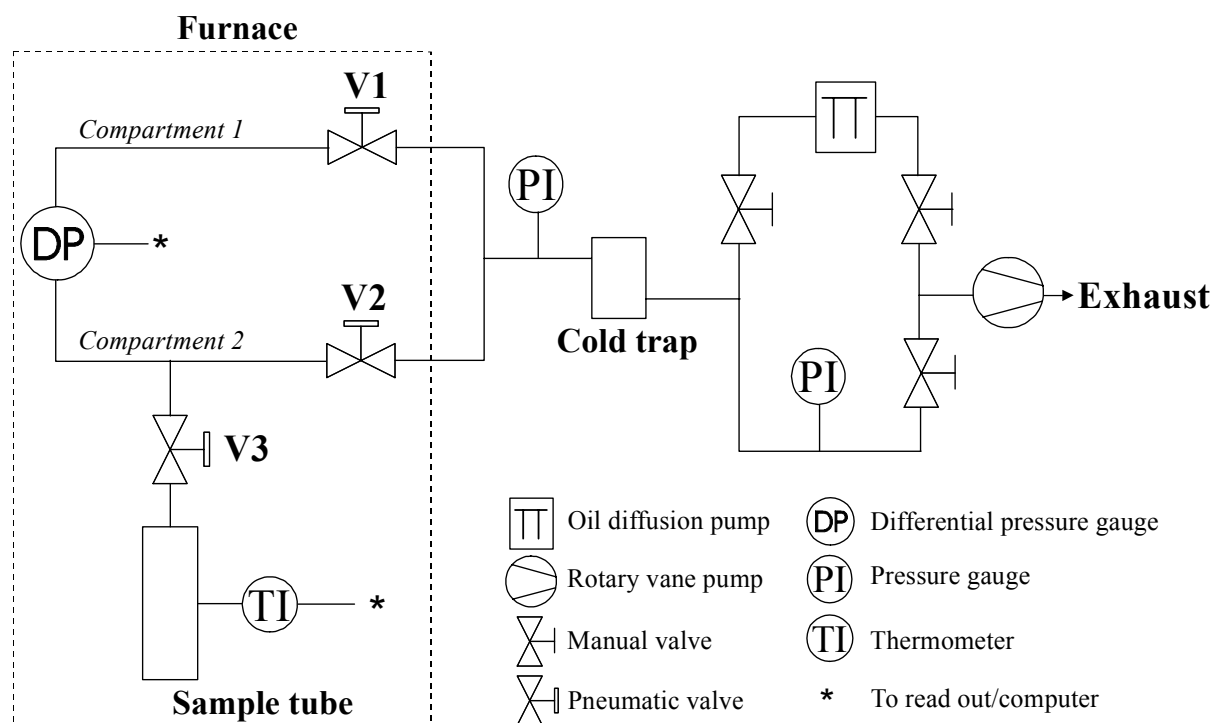 Furnace
V1
Compartment 1
PI
DP
*
V2
Compartment 2
Cold trap
Exhaust
PI
V3
TI
*
Sample tube
Oil diffusion pump
DP Differential pressure gauge
Rotary vane pump
PI Pressure gauge
Manual valve
TI Thermometer
Pneumatic valve
* To read out/computer